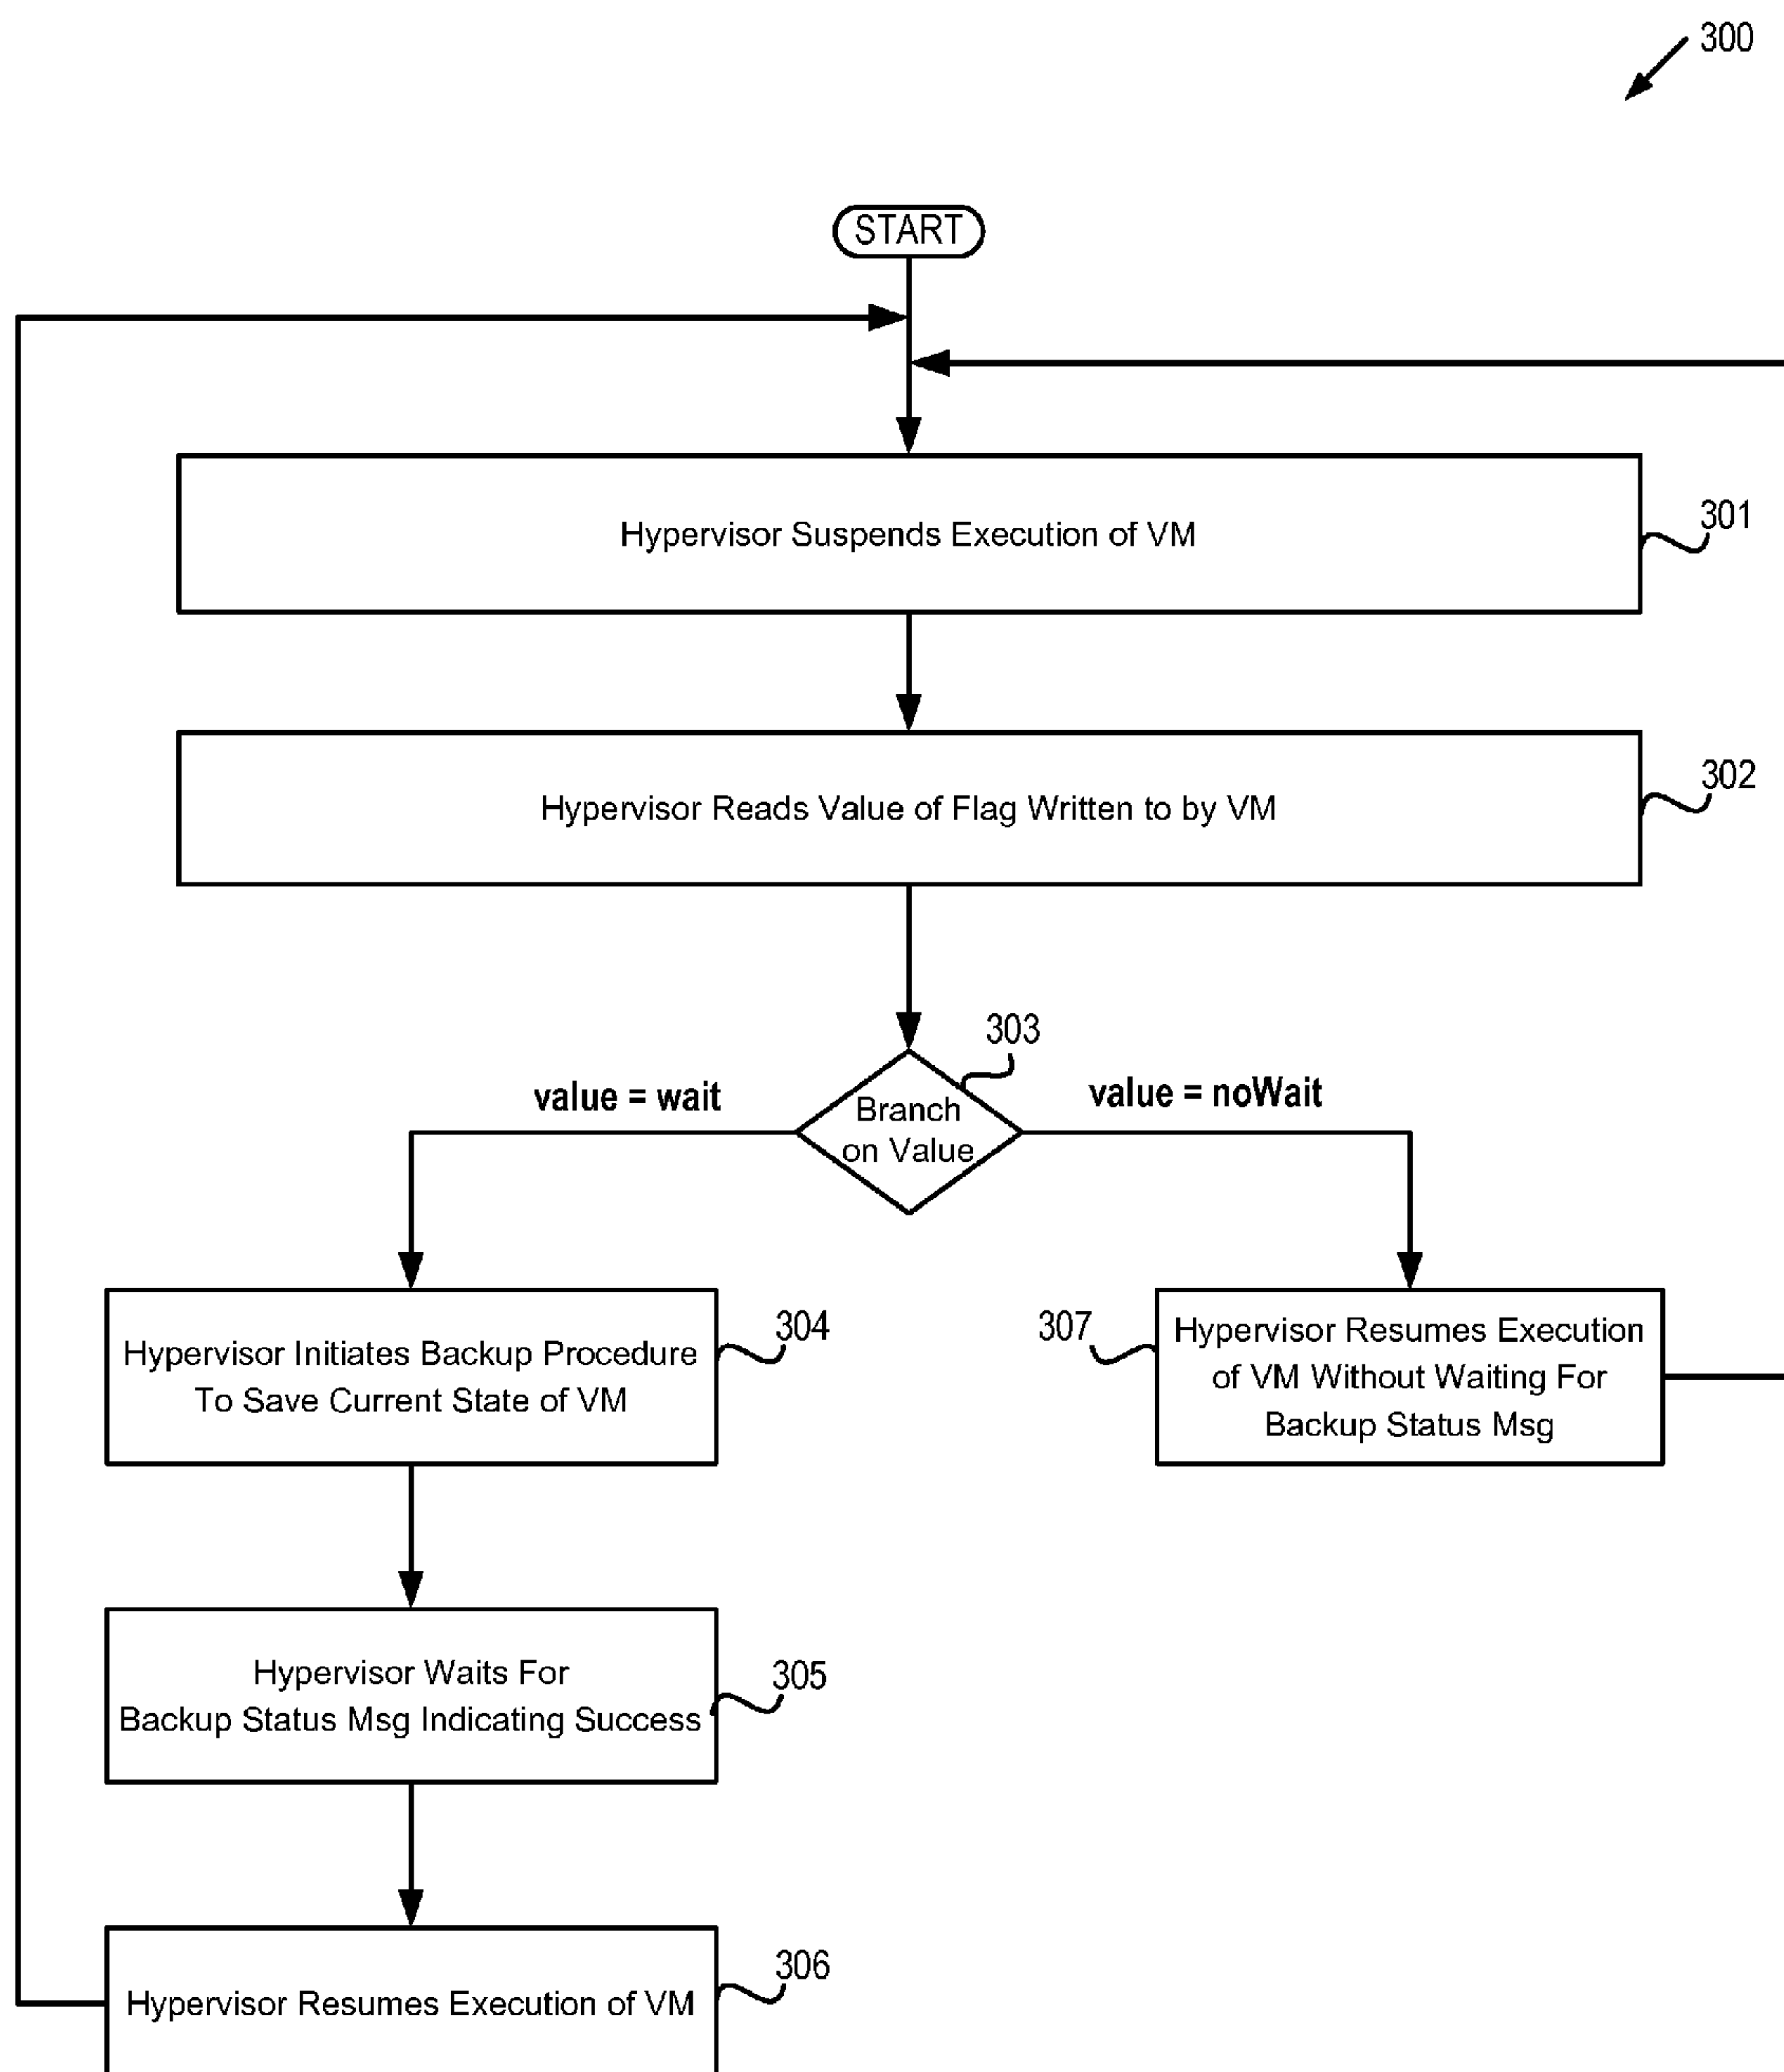 300
START
Hypervisor Suspends Execution of VM
301
Hypervisor Reads Value of Flag Written to by VM
302
303
value = wait
value = noWait
Branch
on Value
Hypervisor Initiates Backup Procedure
To Save Current State of VM
304
307
Hypervisor Resumes Execution
of VM Without Waiting For
Backup Status Msg
Hypervisor Waits For
Backup Status Msg Indicating Success
305
Hypervisor Resumes Execution of VM
306